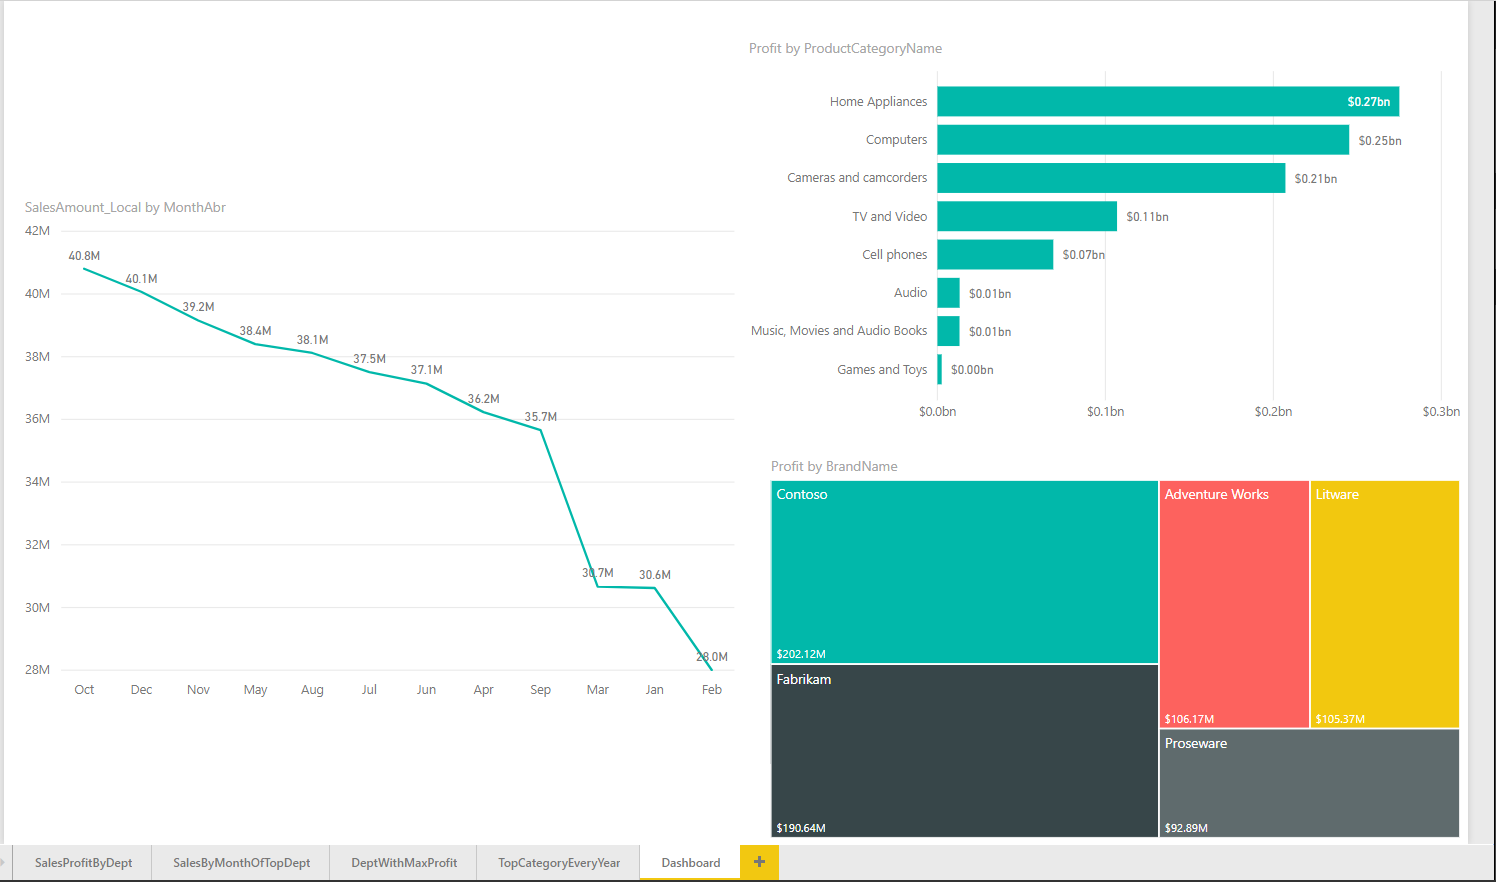 Profit by ProductCategoryName
Home Appliances $0.27bn
Computers $0.25bn
Cameras and camcorders $0.21bn
TV and Video $0.11bn
Cell phones $0.07bn
Audio $0.01bn
Music, Movies and Audio Books $0.01bn
Games and Toys $0.00bn
$0.0bn $0.1bn $0.2bn $0.3bn
SalesAmount_Local by MonthAbr
42M
40M
38M
36M
34M
32M
30M
28M
40.8M
40.1M
39.2M
38.4M
38.1M
37.5M
37.1M
36.2M
35.7M
30.7M
30.6M
28.0M
Oct Dec Nov May Aug Jul Jun Apr Sep Mar Jan Feb
Profit by BrandName
Contoso
$202.12M
Fabrikam
$190.64M
Adventure Works
$106.17M
Litware
$105.37M
Proseware
$92.89M
SalesProfitByDept SalesByMonthOfTopDept DeptWithMaxProfit TopCategoryEveryYear Dashboard +